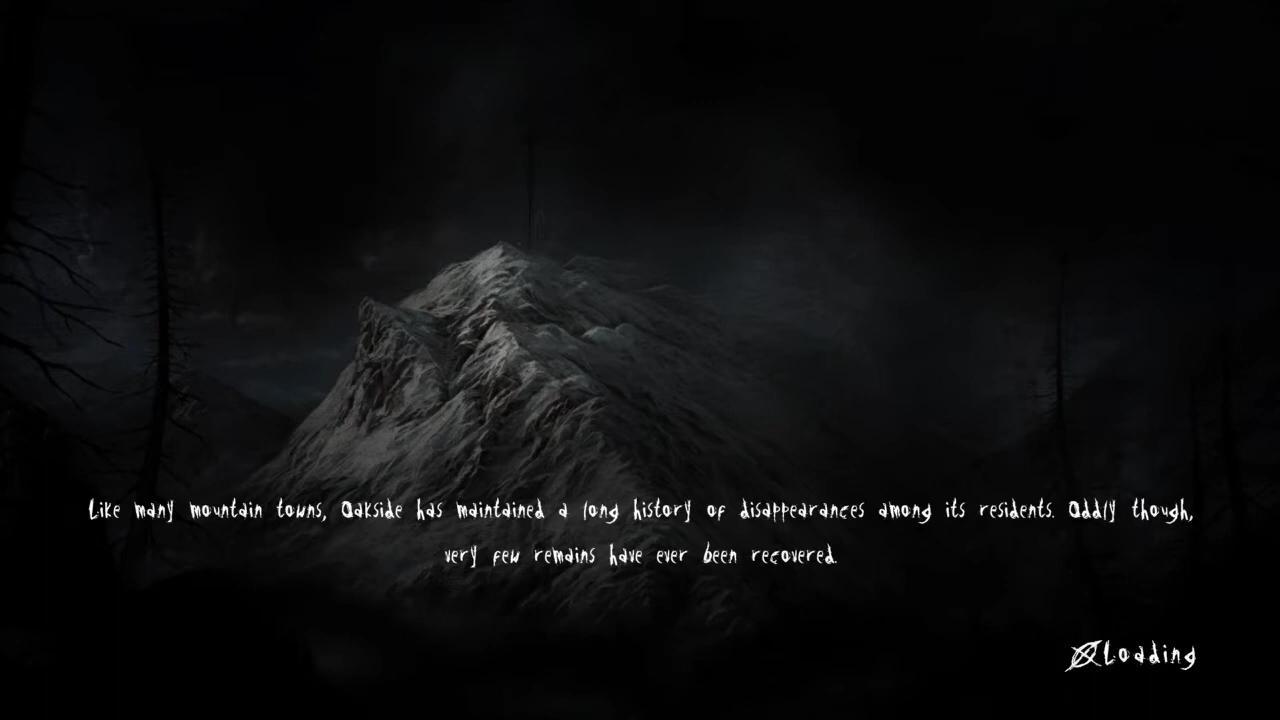 Like many mountain towns, Oakside has maintained a long history of disappearances among its residents. Oddly though,
very few remains have ever been recovered.
Loading